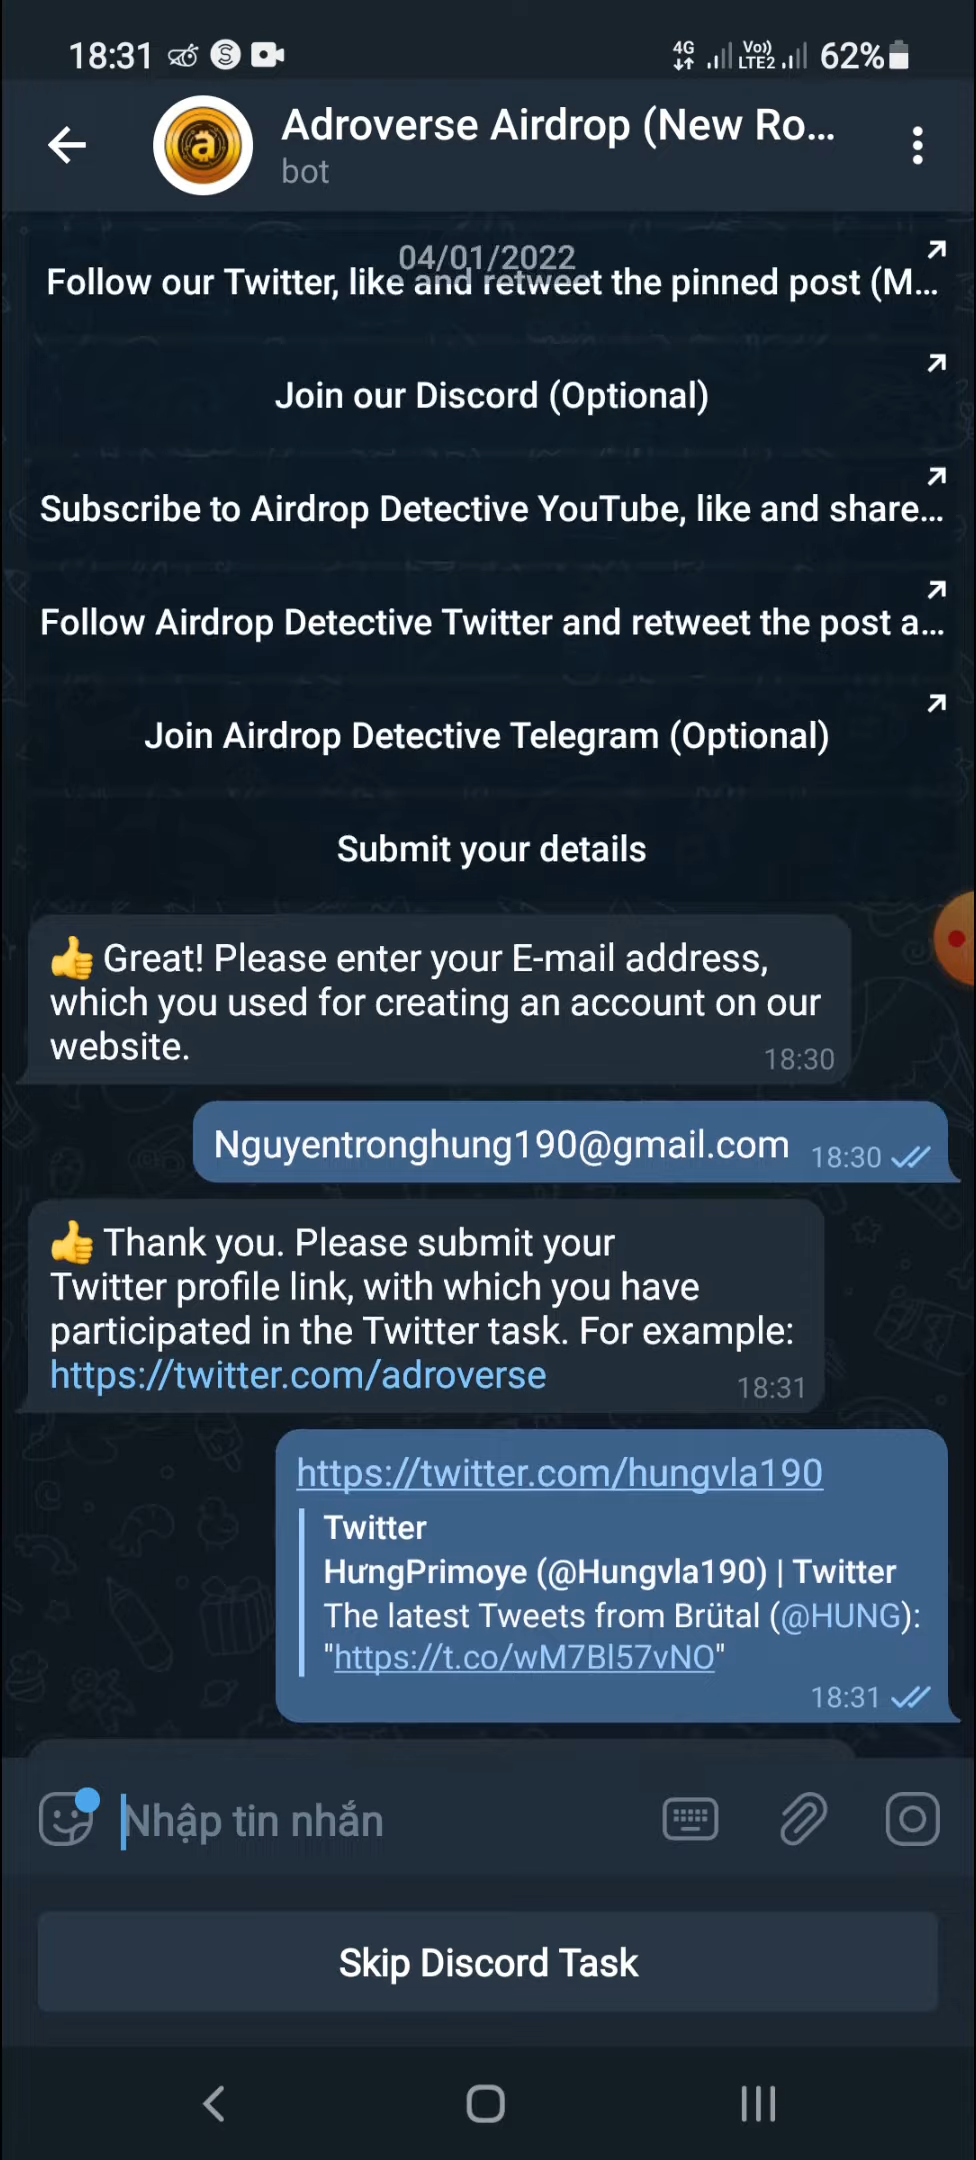 18:31 4G Vo)) LTE2 62%
Adroverse Airdrop (New Ro...
bot
04/01/2022
Follow our Twitter, like and retweet the pinned post (M...
Join our Discord (Optional)
Subscribe to Airdrop Detective YouTube, like and share...
Follow Airdrop Detective Twitter and retweet the post a...
Join Airdrop Detective Telegram (Optional)
Submit your details
👍 Great! Please enter your E-mail address,
which you used for creating an account on our
website.
18:30
Nguyentronghung190@gmail.com 18:30
👍 Thank you. Please submit your
Twitter profile link, with which you have
participated in the Twitter task. For example:
https://twitter.com/adroverse
18:31
https://twitter.com/hungvla190
Twitter
HưngPrimoye (@Hungvla190) | Twitter
The latest Tweets from Brütal (@HUNG):
"https://t.co/wM7Bl57vNO"
18:31
Nhập tin nhắn
Skip Discord Task